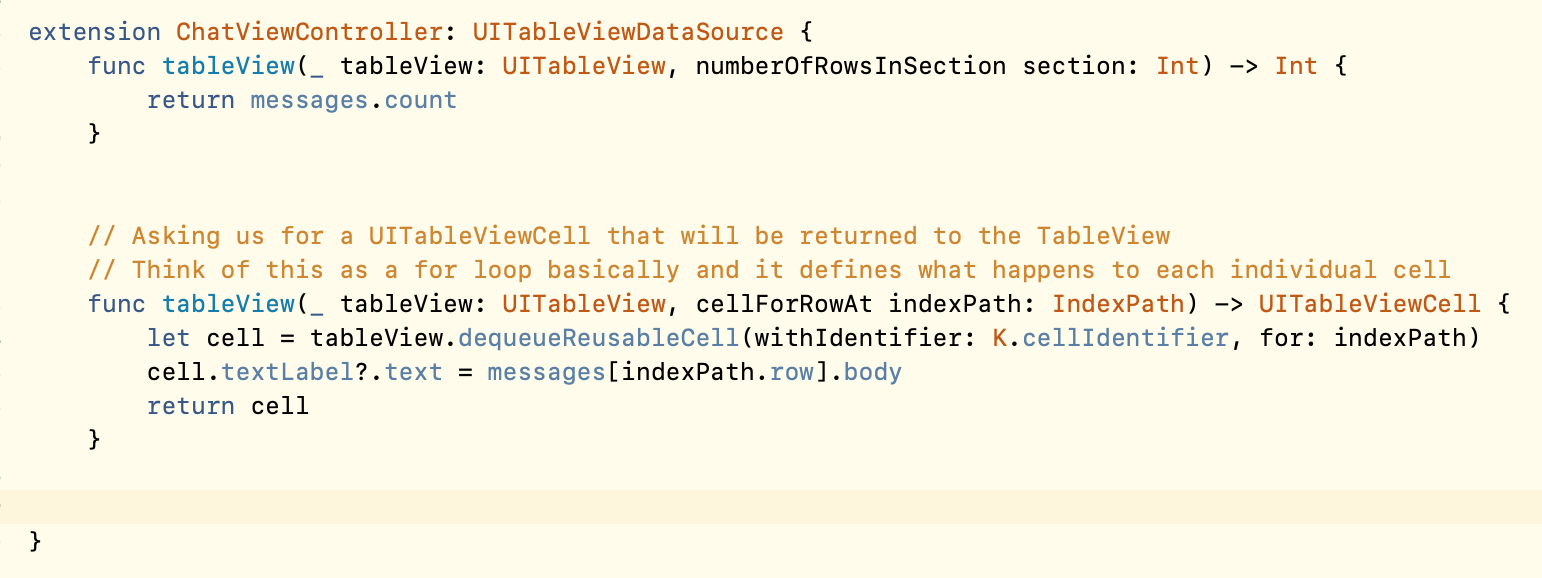 extension ChatViewController: UITableViewDataSource {
    func tableView(_ tableView: UITableView, numberOfRowsInSection section: Int) -> Int {
        return messages.count
    }
    // Asking us for a UITableViewCell that will be returned to the TableView
    // Think of this as a for loop basically and it defines what happens to each individual cell
    func tableView(_ tableView: UITableView, cellForRowAt indexPath: IndexPath) -> UITableViewCell {
        let cell = tableView.dequeueReusableCell(withIdentifier: K.cellIdentifier, for: indexPath)
        cell.textLabel?.text = messages[indexPath.row].body
        return cell
    }
}